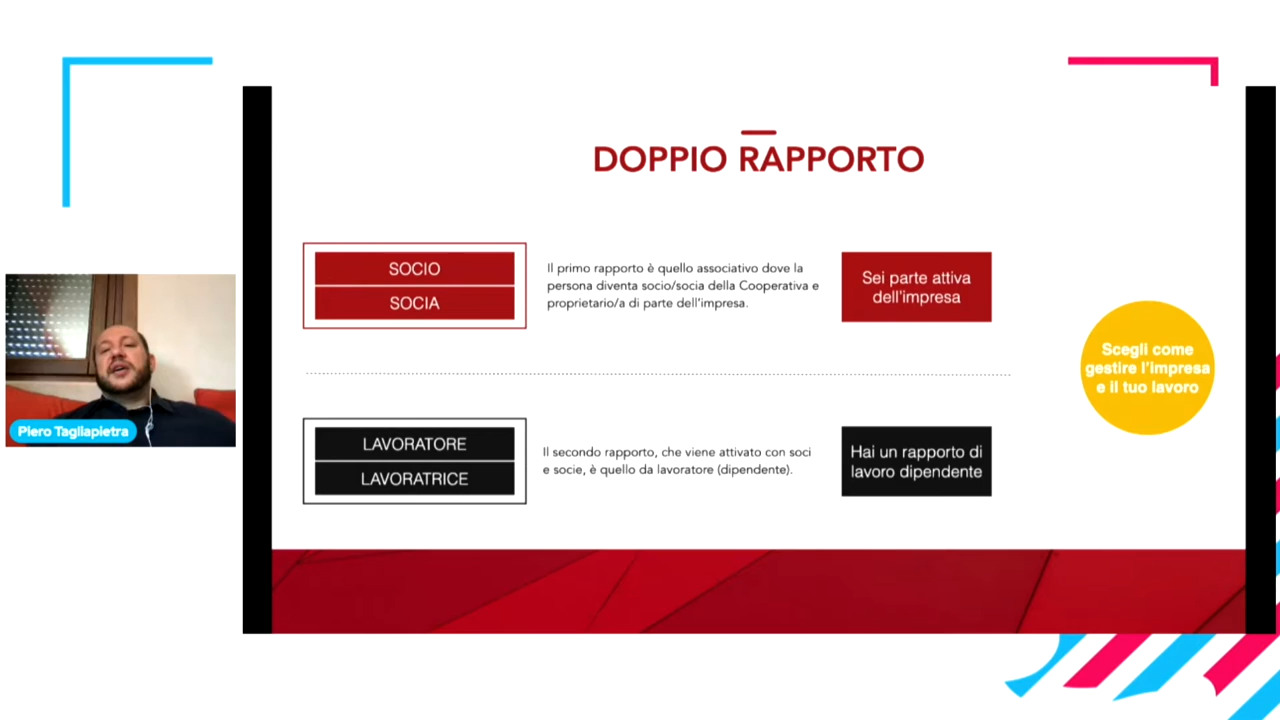 DOPPIO RAPPORTO
SOCIO
SOCIA
Il primo rapporto è quello associativo dove la
persona diventa socio/socia della Cooperativa e
proprietario/a di parte dell'impresa.
Sei parte attiva
dell'impresa
Scegli come
gestire l'impresa
e il tuo lavoro
LAVORATORE
LAVORATRICE
Il secondo rapporto, che viene attivato con soci
e socie, è quello da lavoratore (dipendente).
Hai un rapporto di
lavoro dipendente
Piero Tagliapietra